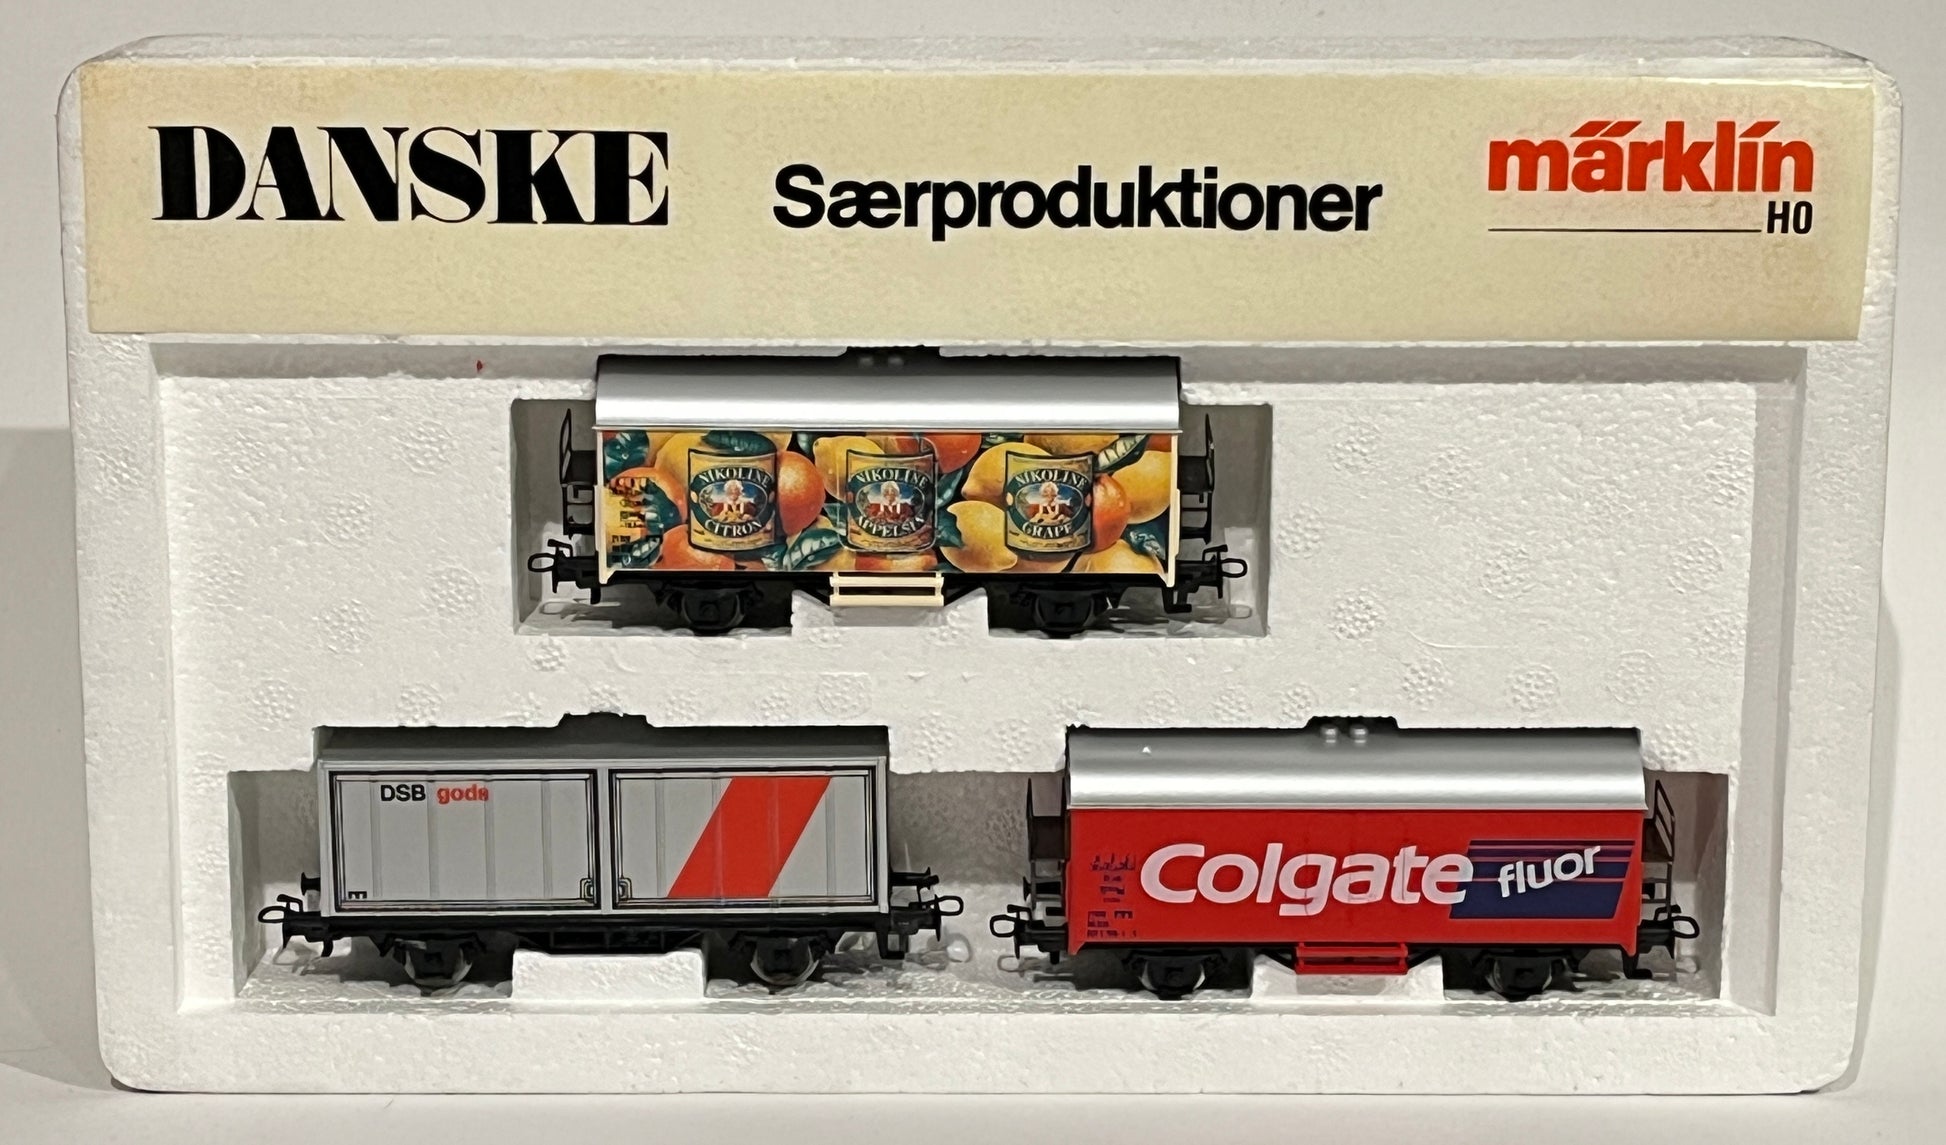 DANSKE
Særproduktioner
märklin
HO
NIKOLINE
CITRON
NIKOLINE
APPELSIN
NIKOLINE
GRAPE
DSB gods
Colgate fluor